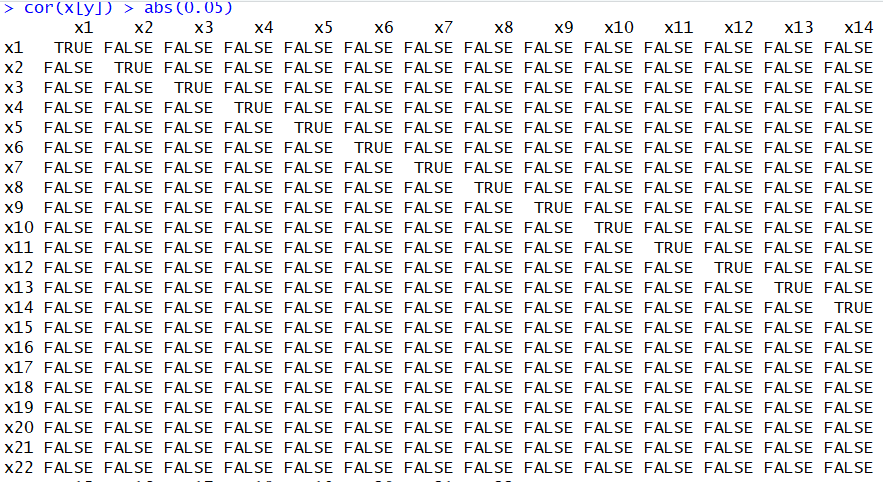 > cor(x[y]) > abs(0.05)
x1 x2 x3 x4 x5 x6 x7 x8 x9 x10 x11 x12 x13 x14
x1 TRUE FALSE FALSE FALSE FALSE FALSE FALSE FALSE FALSE FALSE FALSE FALSE FALSE FALSE
x2 FALSE TRUE FALSE FALSE FALSE FALSE FALSE FALSE FALSE FALSE FALSE FALSE FALSE FALSE
x3 FALSE FALSE TRUE FALSE FALSE FALSE FALSE FALSE FALSE FALSE FALSE FALSE FALSE FALSE
x4 FALSE FALSE FALSE TRUE FALSE FALSE FALSE FALSE FALSE FALSE FALSE FALSE FALSE FALSE
x5 FALSE FALSE FALSE FALSE TRUE FALSE FALSE FALSE FALSE FALSE FALSE FALSE FALSE FALSE
x6 FALSE FALSE FALSE FALSE FALSE TRUE FALSE FALSE FALSE FALSE FALSE FALSE FALSE FALSE
x7 FALSE FALSE FALSE FALSE FALSE FALSE TRUE FALSE FALSE FALSE FALSE FALSE FALSE FALSE
x8 FALSE FALSE FALSE FALSE FALSE FALSE FALSE TRUE FALSE FALSE FALSE FALSE FALSE FALSE
x9 FALSE FALSE FALSE FALSE FALSE FALSE FALSE FALSE TRUE FALSE FALSE FALSE FALSE FALSE
x10 FALSE FALSE FALSE FALSE FALSE FALSE FALSE FALSE FALSE TRUE FALSE FALSE FALSE FALSE
x11 FALSE FALSE FALSE FALSE FALSE FALSE FALSE FALSE FALSE FALSE TRUE FALSE FALSE FALSE
x12 FALSE FALSE FALSE FALSE FALSE FALSE FALSE FALSE FALSE FALSE FALSE TRUE FALSE FALSE
x13 FALSE FALSE FALSE FALSE FALSE FALSE FALSE FALSE FALSE FALSE FALSE FALSE TRUE FALSE
x14 FALSE FALSE FALSE FALSE FALSE FALSE FALSE FALSE FALSE FALSE FALSE FALSE FALSE TRUE
x15 FALSE FALSE FALSE FALSE FALSE FALSE FALSE FALSE FALSE FALSE FALSE FALSE FALSE FALSE
x16 FALSE FALSE FALSE FALSE FALSE FALSE FALSE FALSE FALSE FALSE FALSE FALSE FALSE FALSE
x17 FALSE FALSE FALSE FALSE FALSE FALSE FALSE FALSE FALSE FALSE FALSE FALSE FALSE FALSE
x18 FALSE FALSE FALSE FALSE FALSE FALSE FALSE FALSE FALSE FALSE FALSE FALSE FALSE FALSE
x19 FALSE FALSE FALSE FALSE FALSE FALSE FALSE FALSE FALSE FALSE FALSE FALSE FALSE FALSE
x20 FALSE FALSE FALSE FALSE FALSE FALSE FALSE FALSE FALSE FALSE FALSE FALSE FALSE FALSE
x21 FALSE FALSE FALSE FALSE FALSE FALSE FALSE FALSE FALSE FALSE FALSE FALSE FALSE FALSE
x22 FALSE FALSE FALSE FALSE FALSE FALSE FALSE FALSE FALSE FALSE FALSE FALSE FALSE FALSE